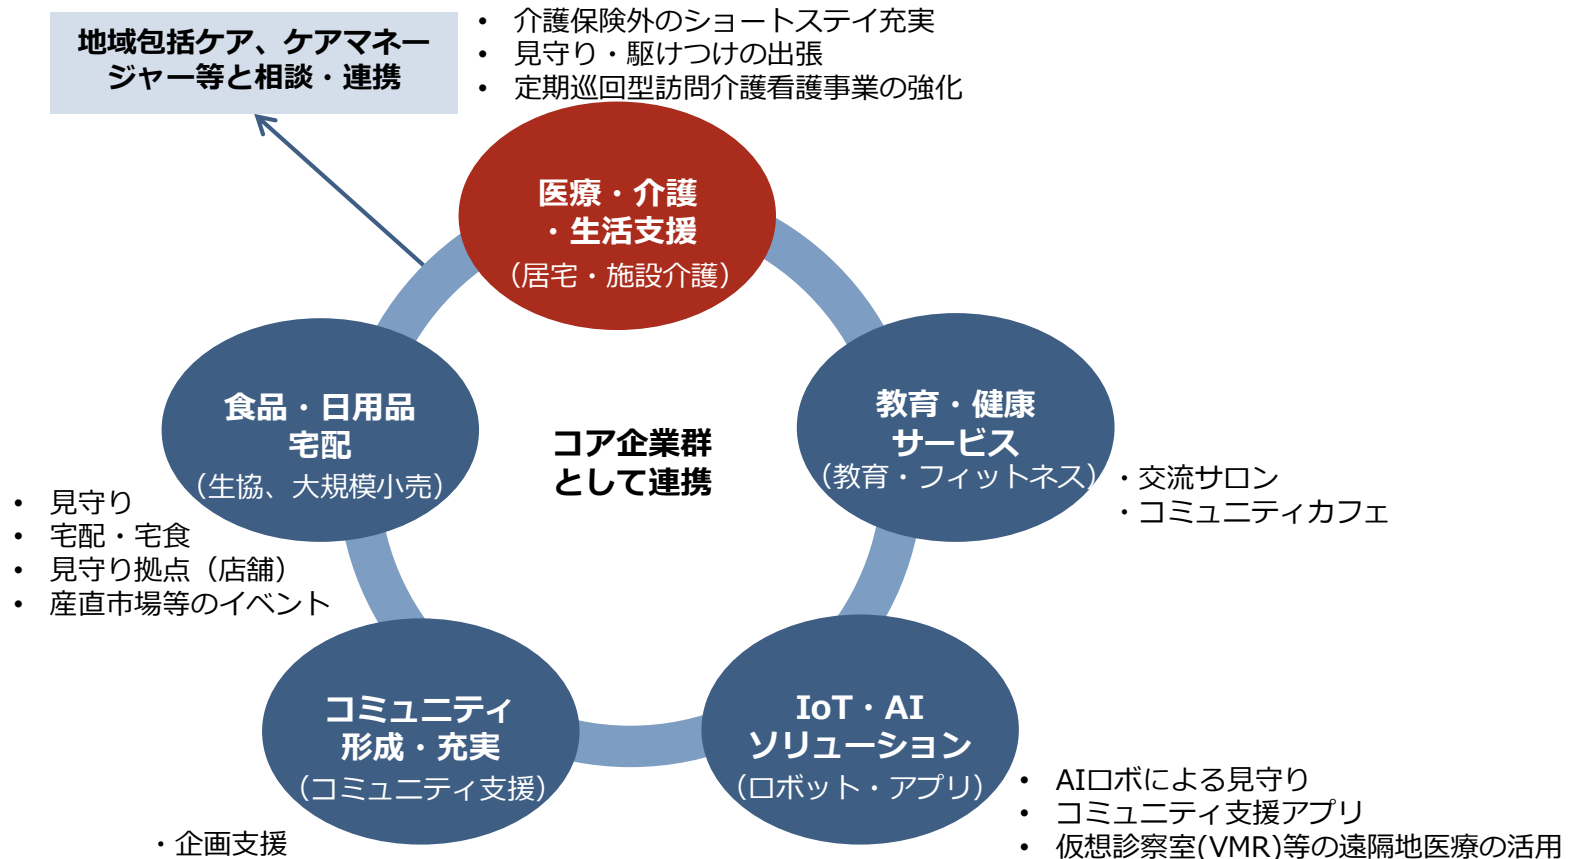 地域包括ケア、ケアマネー
ジャー等と相談・連携
• 介護保険外のショートステイ充実
• 見守り・駆けつけの出張
• 定期巡回型訪問介護看護事業の強化
医療・介護
・生活支援
（居宅・施設介護）
食品・日用品
宅配
（生協、大規模小売）
• 見守り
• 宅配・宅食
• 見守り拠点（店舗）
• 産直市場等のイベント
コア企業群
として連携
教育・健康
サービス
（教育・フィットネス）
・交流サロン
・コミュニティカフェ
コミュニティ
形成・充実
（コミュニティ支援）
・企画支援
IoT・AI
ソリューション
（ロボット・アプリ）
• AIロボによる見守り
• コミュニティ支援アプリ
• 仮想診察室(VMR)等の遠隔地医療の活用